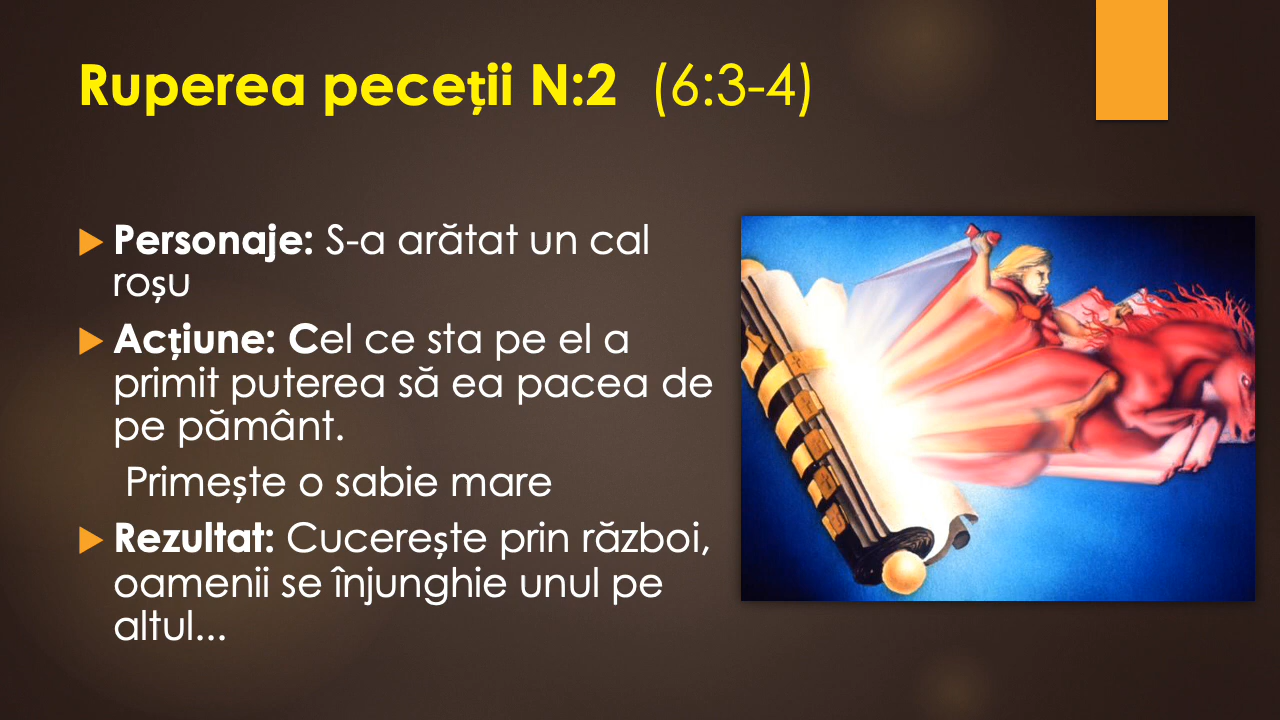 Ruperea peceții N:2 (6:3-4)
Personaje: S-a arătat un cal
roșu
Acțiune: Cel ce sta pe el a
primit puterea să ea pacea de
pe pământ.
Primește o sabie mare
Rezultat: Cucerește prin război,
oamenii se înjunghie unul pe
altul...